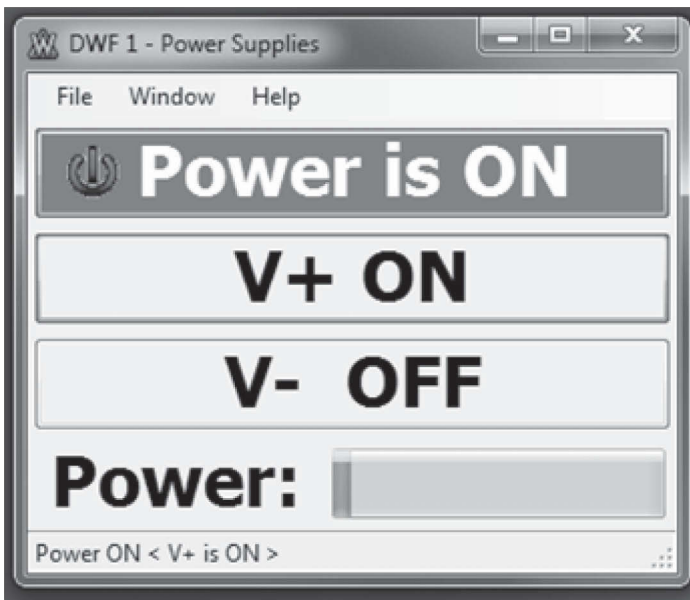 DWF 1 - Power Supplies
File Window Help
Power is ON
V+ ON
V- OFF
Power:
Power ON < V+ is ON >